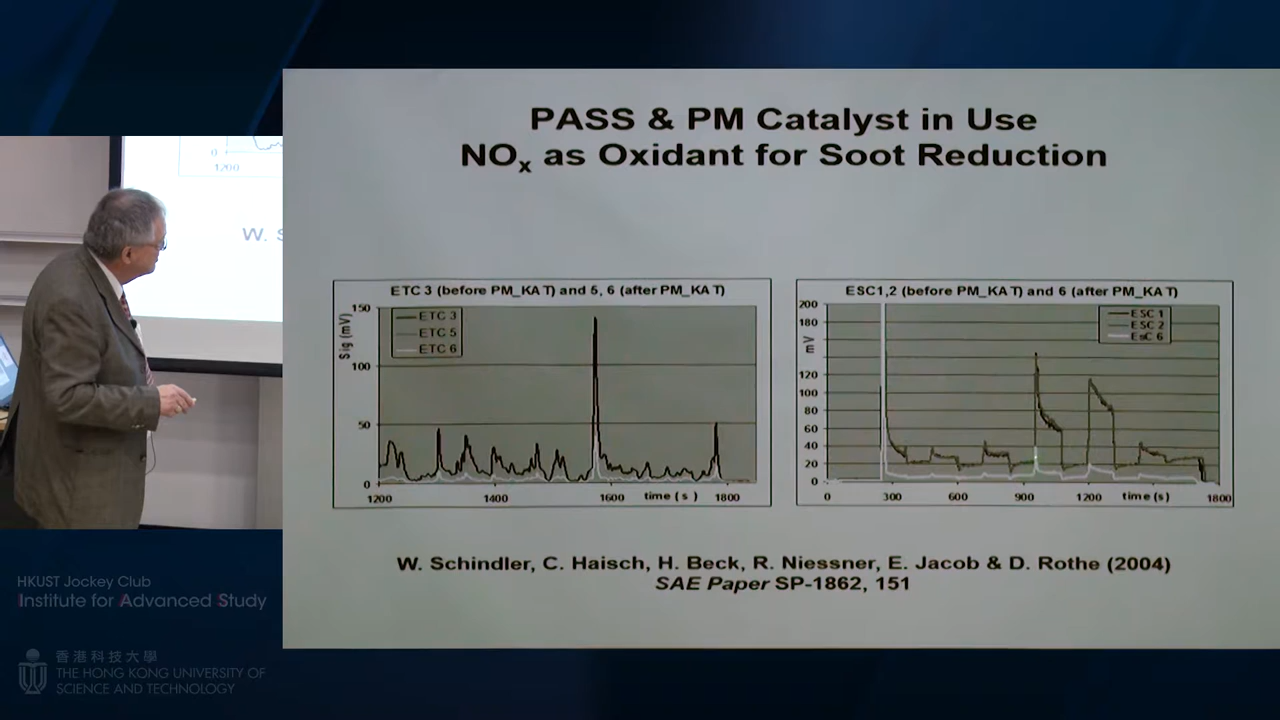 PASS & PM Catalyst in Use
NOx as Oxidant for Soot Reduction
0
1200
W. S
ETC 3 (before PM_KAT) and 5, 6 (after PM_KAT)
Sig (mV)
150
100
50
0
ETC 3
ETC 5
ETC 6
1200 1400 1600 time (s) 1800
ESC1,2 (before PM_KAT) and 6 (after PM_KAT)
mV
200
180
120
100
80
60
40
20
0
ESC 1
ESC 2
EsC 6
0 300 600 900 1200 time (s) 1800
W. Schindler, C. Haisch, H. Beck, R. Niessner, E. Jacob & D. Rothe (2004)
SAE Paper SP-1862, 151
HKUST Jockey Club
Institute for Advanced Study
香港科技大學
THE HONG KONG UNIVERSITY OF
SCIENCE AND TECHNOLOGY